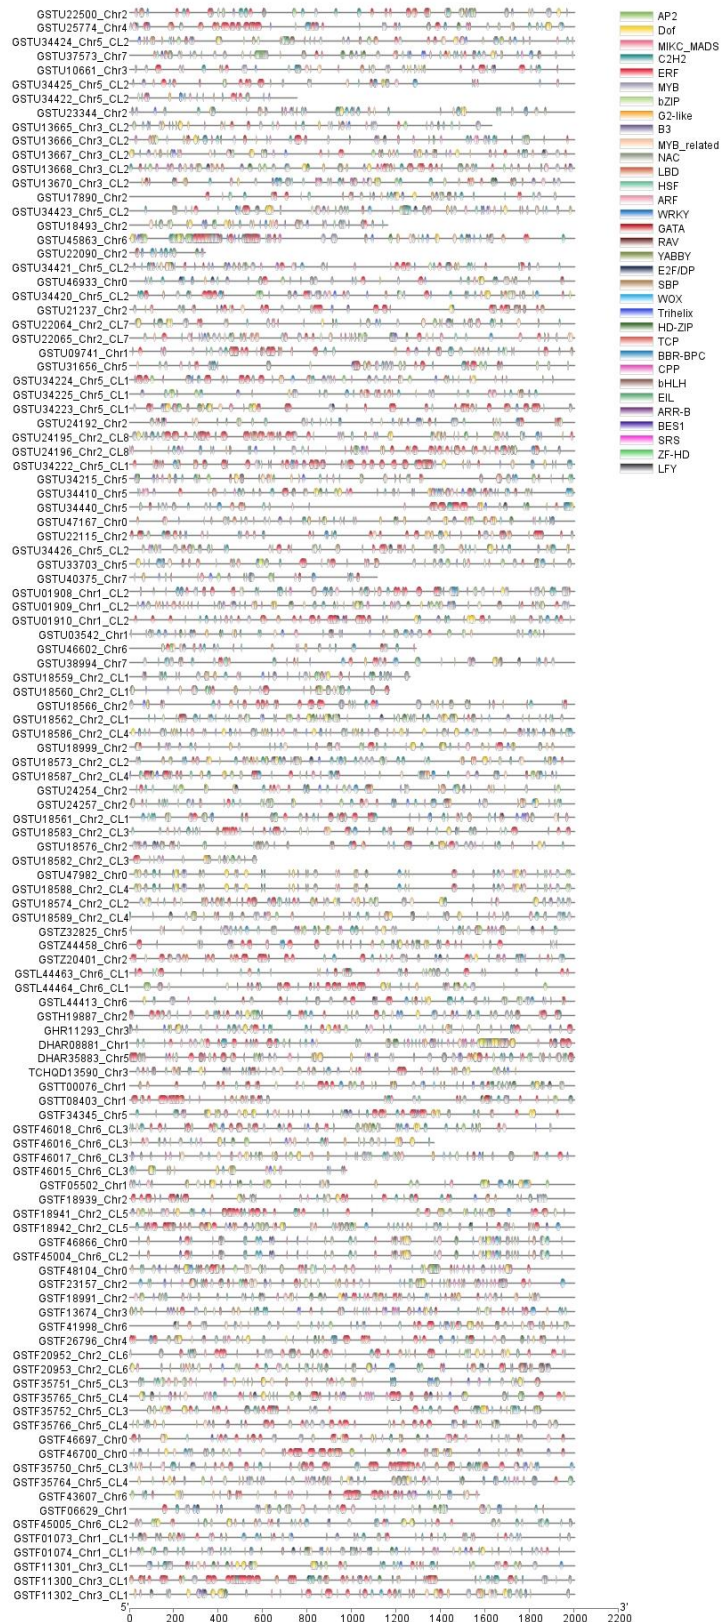 GSTU22500_Chr2
GSTU25774_Chr4
GSTU34424_Chr5_CL2
GSTU37573_Chr7
GSTU10661_Chr3
GSTU34425_Chr5_CL2
GSTU34422_Chr5_CL2
GSTU23344_Chr2
GSTU13665_Chr3_CL2
GSTU13666_Chr3_CL2
GSTU13667_Chr3_CL2
GSTU13668_Chr3_CL2
GSTU13670_Chr3_CL2
GSTU17890_Chr2
GSTU34423_Chr5_CL2
GSTU18493_Chr2
GSTU45863_Chr6
GSTU22090_Chr2
GSTU34421_Chr5_CL2
GSTU46933_Chr0
GSTU34420_Chr5_CL2
GSTU21237_Chr2
GSTU22064_Chr2_CL7
GSTU22065_Chr2_CL7
GSTU09741_Chr1
GSTU31656_Chr5
GSTU34224_Chr5_CL1
GSTU34225_Chr5_CL1
GSTU34223_Chr5_CL1
GSTU24192_Chr2
GSTU24195_Chr2_CL8
GSTU24196_Chr2_CL8
GSTU34222_Chr5_CL1
GSTU34215_Chr5
GSTU34410_Chr5
GSTU34440_Chr5
GSTU47167_Chr0
GSTU22115_Chr2
GSTU34426_Chr5_CL2
GSTU33703_Chr5
GSTU40375_Chr7
GSTU01908_Chr1_CL2
GSTU01909_Chr1_CL2
GSTU01910_Chr1_CL2
GSTU03542_Chr1
GSTU46602_Chr6
GSTU38994_Chr7
GSTU18559_Chr2_CL1
GSTU18560_Chr2_CL1
GSTU18566_Chr2
GSTU18562_Chr2_CL1
GSTU18586_Chr2_CL4
GSTU18999_Chr2
GSTU18573_Chr2_CL2
GSTU18587_Chr2_CL4
GSTU24254_Chr2
GSTU24257_Chr2
GSTU18561_Chr2_CL1
GSTU18583_Chr2_CL3
GSTU18576_Chr2
GSTU18582_Chr2_CL3
GSTU47982_Chr0
GSTU18588_Chr2_CL4
GSTU18574_Chr2_CL2
GSTU18589_Chr2_CL4
GSTZ32825_Chr5
GSTZ44458_Chr6
GSTZ20401_Chr2
GSTL44463_Chr6_CL1
GSTL44464_Chr6_CL1
GSTL44413_Chr6
GSTH19887_Chr2
GHR11293_Chr3
DHAR08881_Chr1
DHAR35883_Chr5
TCHQD13590_Chr3
GSTT00076_Chr1
GSTT08403_Chr1
GSTF34345_Chr5
GSTF46018_Chr6_CL3
GSTF46016_Chr6_CL3
GSTF46017_Chr6_CL3
GSTF46015_Chr6_CL3
GSTF05502_Chr1
GSTF18939_Chr2
GSTF18941_Chr2_CL5
GSTF18942_Chr2_CL5
GSTF46866_Chr0
GSTF45004_Chr6_CL2
GSTF48104_Chr0
GSTF23157_Chr2
GSTF18991_Chr2
GSTF13674_Chr3
GSTF41998_Chr6
GSTF26796_Chr4
GSTF20952_Chr2_CL6
GSTF20953_Chr2_CL6
GSTF35751_Chr5_CL3
GSTF35765_Chr5_CL4
GSTF35752_Chr5_CL3
GSTF35766_Chr5_CL4
GSTF46697_Chr0
GSTF46700_Chr0
GSTF35750_Chr5_CL3
GSTF35764_Chr5_CL4
GSTF43607_Chr6
GSTF06629_Chr1
GSTF45005_Chr6_CL2
GSTF01073_Chr1_CL1
GSTF01074_Chr1_CL1
GSTF11301_Chr3_CL1
GSTF11300_Chr3_CL1
GSTF11302_Chr3_CL1
5' 3'
0 200 400 600 800 1000 1200 1400 1600 1800 2000 2200
AP2
Dof
MIKC_MADS
C2H2
ERF
MYB
bZIP
G2-like
B3
MYB_related
NAC
LBD
HSF
ARF
WRKY
GATA
RAV
YABBY
E2F/DP
SBP
WOX
Trihelix
HD-ZIP
TCP
BBR-BPC
CPP
bHLH
EIL
ARR-B
BES1
SRS
ZF-HD
LFY